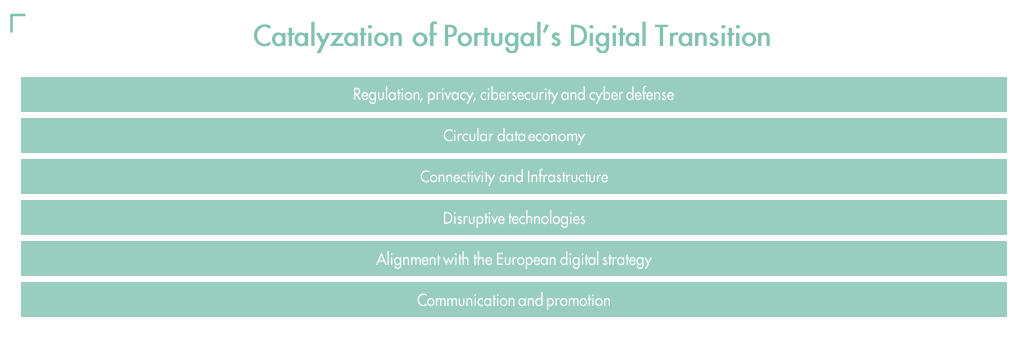 Catalyzation of Portugal's Digital Transition
Regulation, privacy, cibersecurity and cyber defense
Circular data economy
Connectivity and Infrastructure
Disruptive technologies
Alignment with the European digital strategy
Communication and promotion